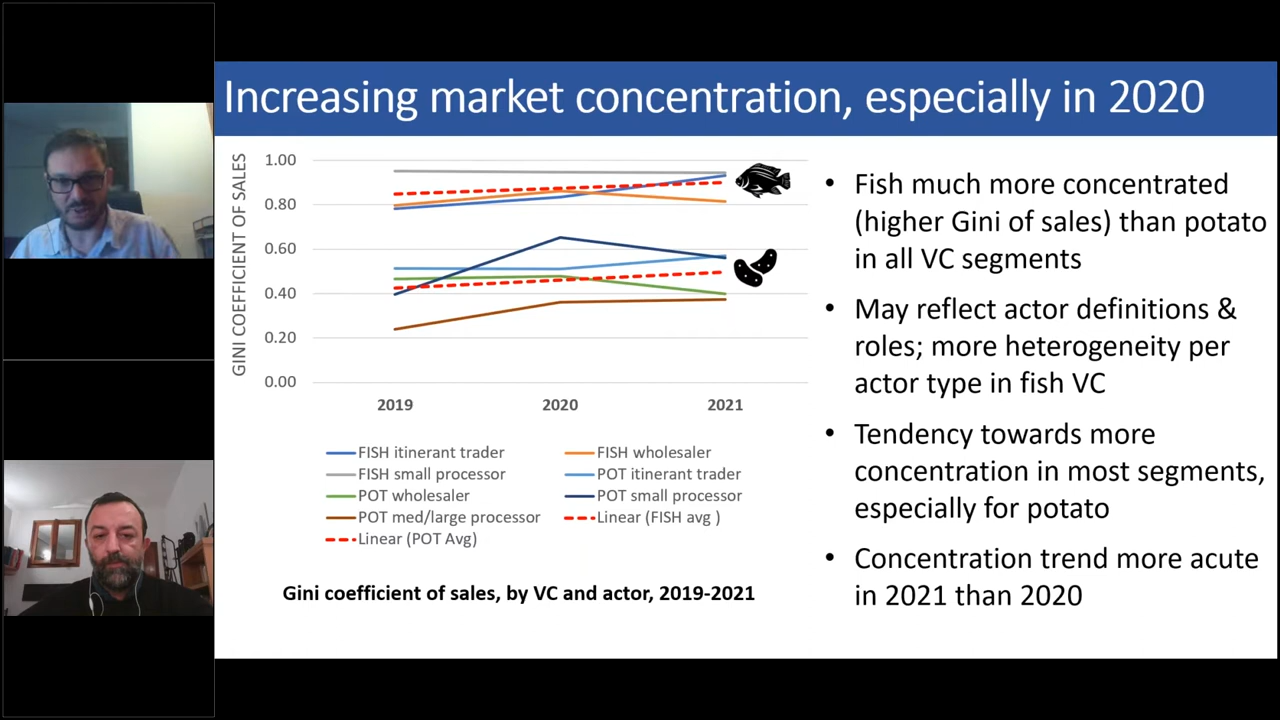 Increasing market concentration, especially in 2020
GINI COEFFICIENT OF SALES
1.00
0.80
0.60
0.40
0.20
0.00
2019 2020 2021
FISH itinerant trader FISH wholesaler
FISH small processor POT itinerant trader
POT wholesaler POT small processor
POT med/large processor Linear (FISH avg )
Linear (POT Avg)
Gini coefficient of sales, by VC and actor, 2019-2021
• Fish much more concentrated
(higher Gini of sales) than potato
in all VC segments
• May reflect actor definitions &
roles; more heterogeneity per
actor type in fish VC
• Tendency towards more
concentration in most segments,
especially for potato
• Concentration trend more acute
in 2021 than 2020